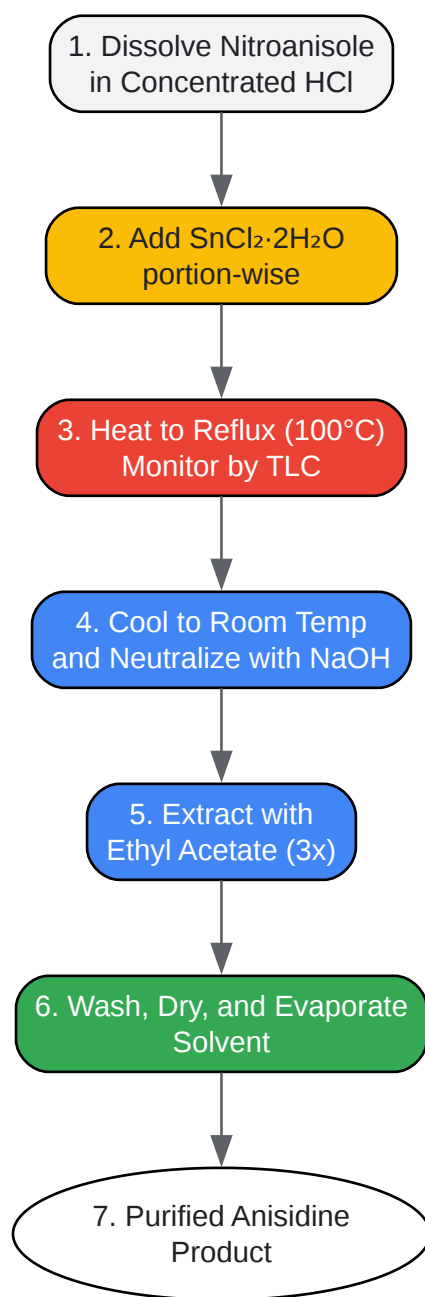 1. Dissolve Nitroanisole
in Concentrated HCl
2. Add SnCl₂·2H₂O
portion-wise
3. Heat to Reflux (100°C)
Monitor by TLC
4. Cool to Room Temp
and Neutralize with NaOH
5. Extract with
Ethyl Acetate (3x)
6. Wash, Dry, and Evaporate
Solvent
7. Purified Anisidine
Product